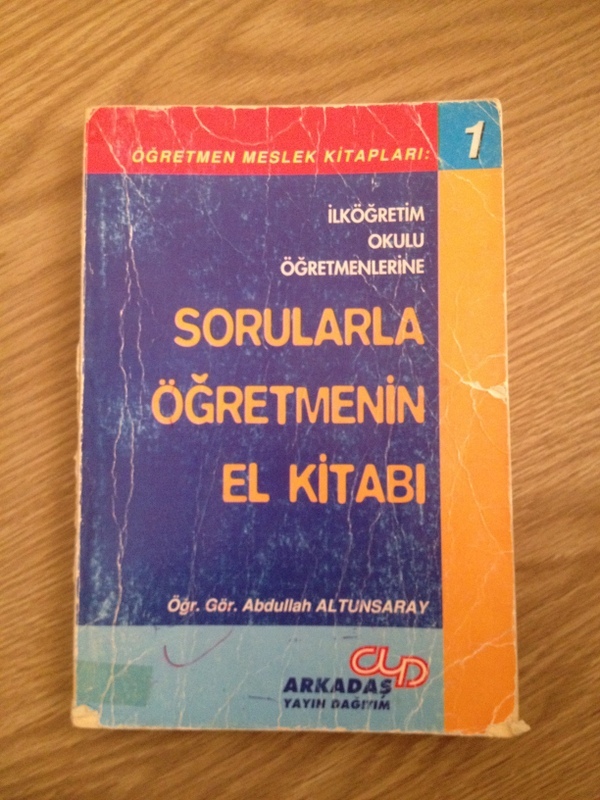 ÖĞRETMEN MESLEK KİTAPLARI: 1
İLKÖĞRETİM
OKULU
ÖĞRETMENLERİNE
SORULARLA
ÖĞRETMENİN
EL KİTABI
Öğr. Gör. Abdullah ALTUNSARAY
AYD
ARKADAŞ
YAYIN DAĞITIM